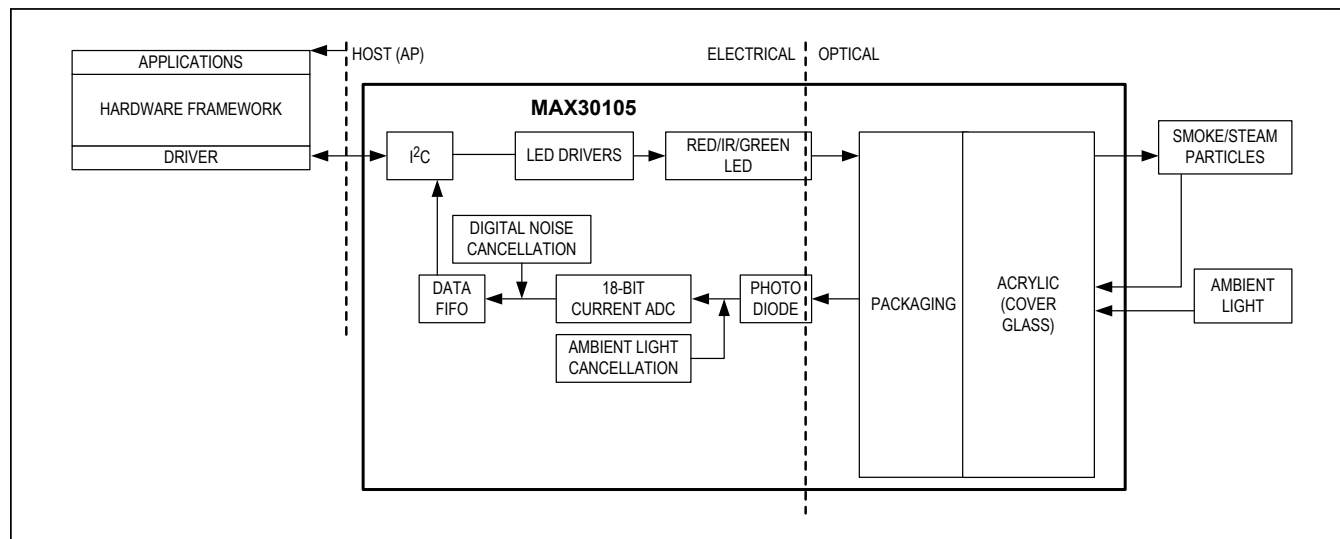 APPLICATIONS
HARDWARE FRAMEWORK
DRIVER
HOST (AP)
ELECTRICAL
OPTICAL
MAX30105
I²C
LED DRIVERS
RED/IR/GREEN
LED
SMOKE/STEAM
PARTICLES
DIGITAL NOISE
CANCELLATION
DATA
FIFO
18-BIT
CURRENT ADC
PHOTO
DIODE
AMBIENT LIGHT
CANCELLATION
PACKAGING
ACRYLIC
(COVER
GLASS)
AMBIENT
LIGHT